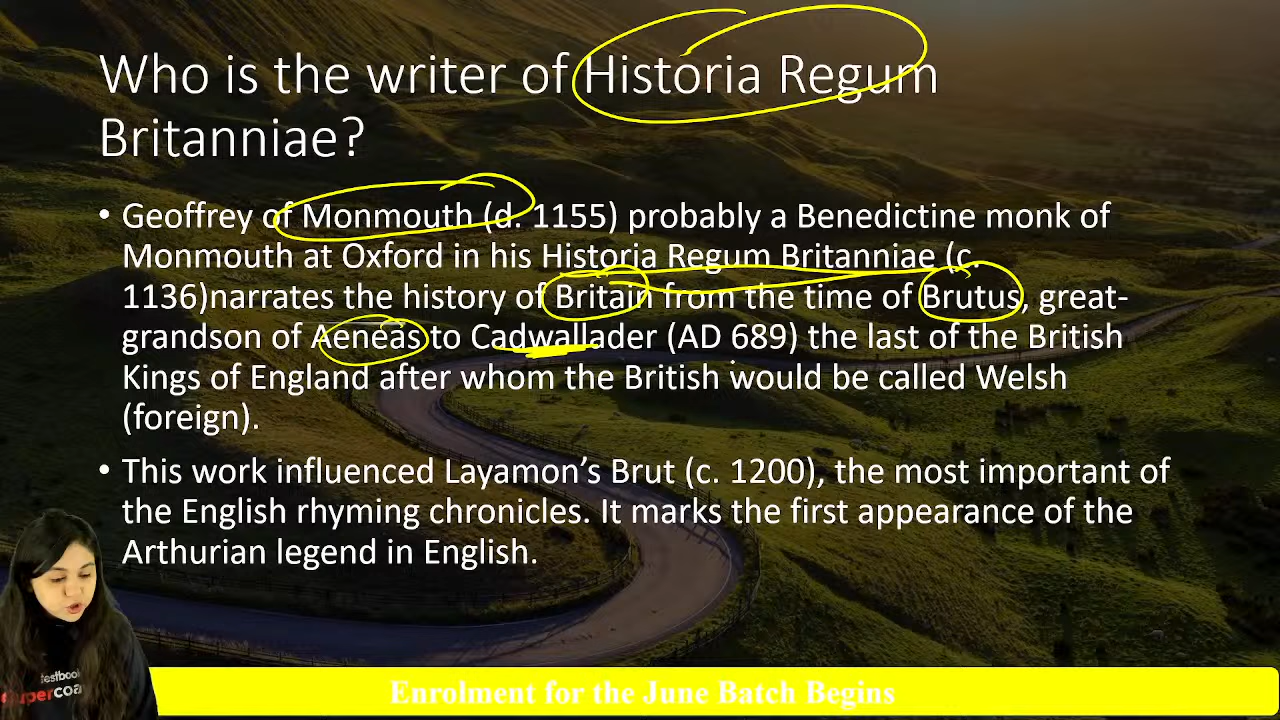 Who is the writer of Historia Regum
Britanniae?
• Geoffrey of Monmouth (d. 1155) probably a Benedictine monk of
Monmouth at Oxford in his Historia Regum Britanniae (c.
1136)narrates the history of Britain from the time of Brutus, great-
grandson of Aeneas to Cadwallader (AD 689) the last of the British
Kings of England after whom the British would be called Welsh
(foreign).
• This work influenced Layamon’s Brut (c. 1200), the most important of
the English rhyming chronicles. It marks the first appearance of the
Arthurian legend in English.
testbook
supercoa
Enrolment for the June Batch Begins